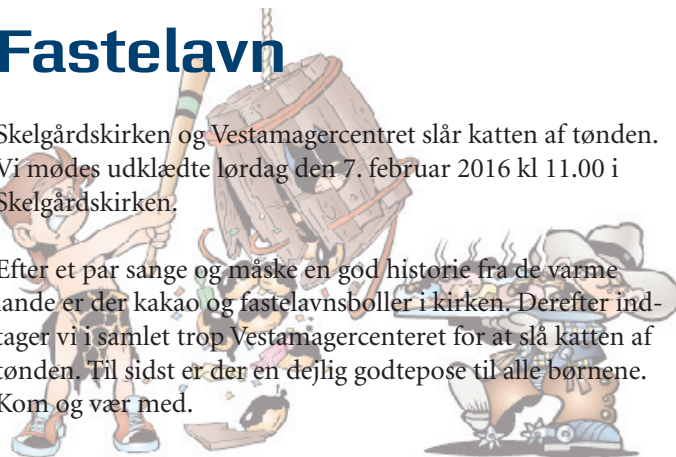 Fastelavn
Skelgårdskirken og Vestamagercentret slår katten af tønden.
Vi mødes udklædte lørdag den 7. februar 2016 kl 11.00 i
Skelgårdskirken.
Efter et par sange og måske en god historie fra de varme
lande er der kakao og fastelavnsboller i kirken. Derefter ind-
tager vi i samlet trop Vestamagercenteret for at slå katten af
tønden. Til sidst er der en dejlig godtepose til alle børnene.
Kom og vær med.